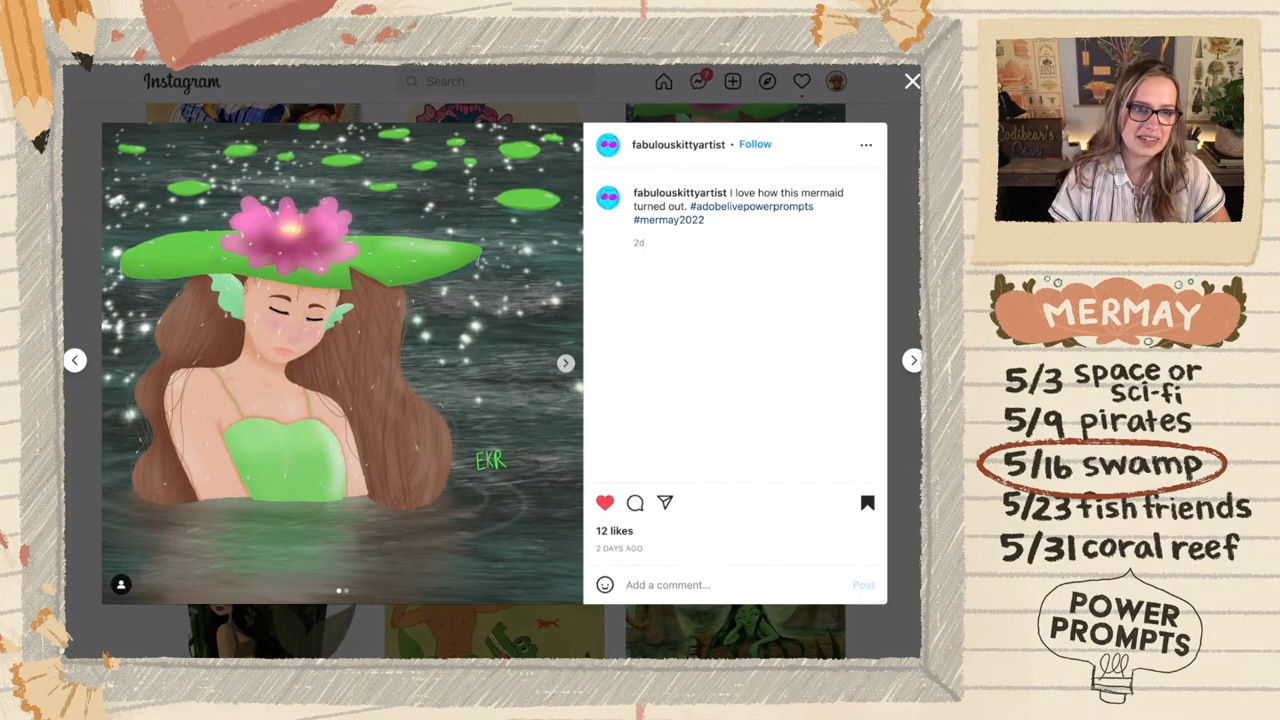 Instagram
Search
7
fabulouskittyartist • Follow
fabulouskittyartist I love how this mermaid
turned out. #adobelivepowerprompts
#mermay2022
2d
EKR
12 likes
2 DAYS AGO
Add a comment...
Post
MERMAY
5/3 space or
sci-fi
5/9 pirates
5/16 swamp
5/23 fish friends
5/31 coral reef
POWER
PROMPTS